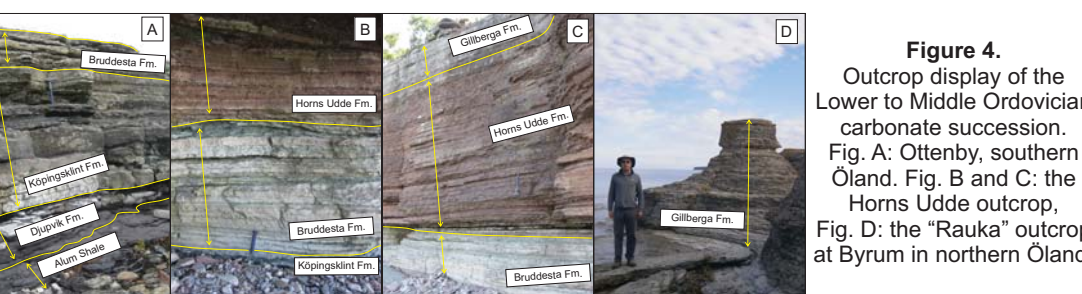 A
Bruddesta Fm.
Köpingsklint Fm.
Djupvik Fm.
Alum Shale
B
Horns Udde Fm.
Bruddesta Fm.
Köpingsklint Fm.
C
Gillberga Fm.
Horns Udde Fm.
Bruddesta Fm.
D
Gillberga Fm.
Figure 4.
Outcrop display of the
Lower to Middle Ordovician
carbonate succession.
Fig. A: Ottenby, southern
Öland. Fig. B and C: the
Horns Udde outcrop,
Fig. D: the “Rauka” outcrop
at Byrum in northern Öland